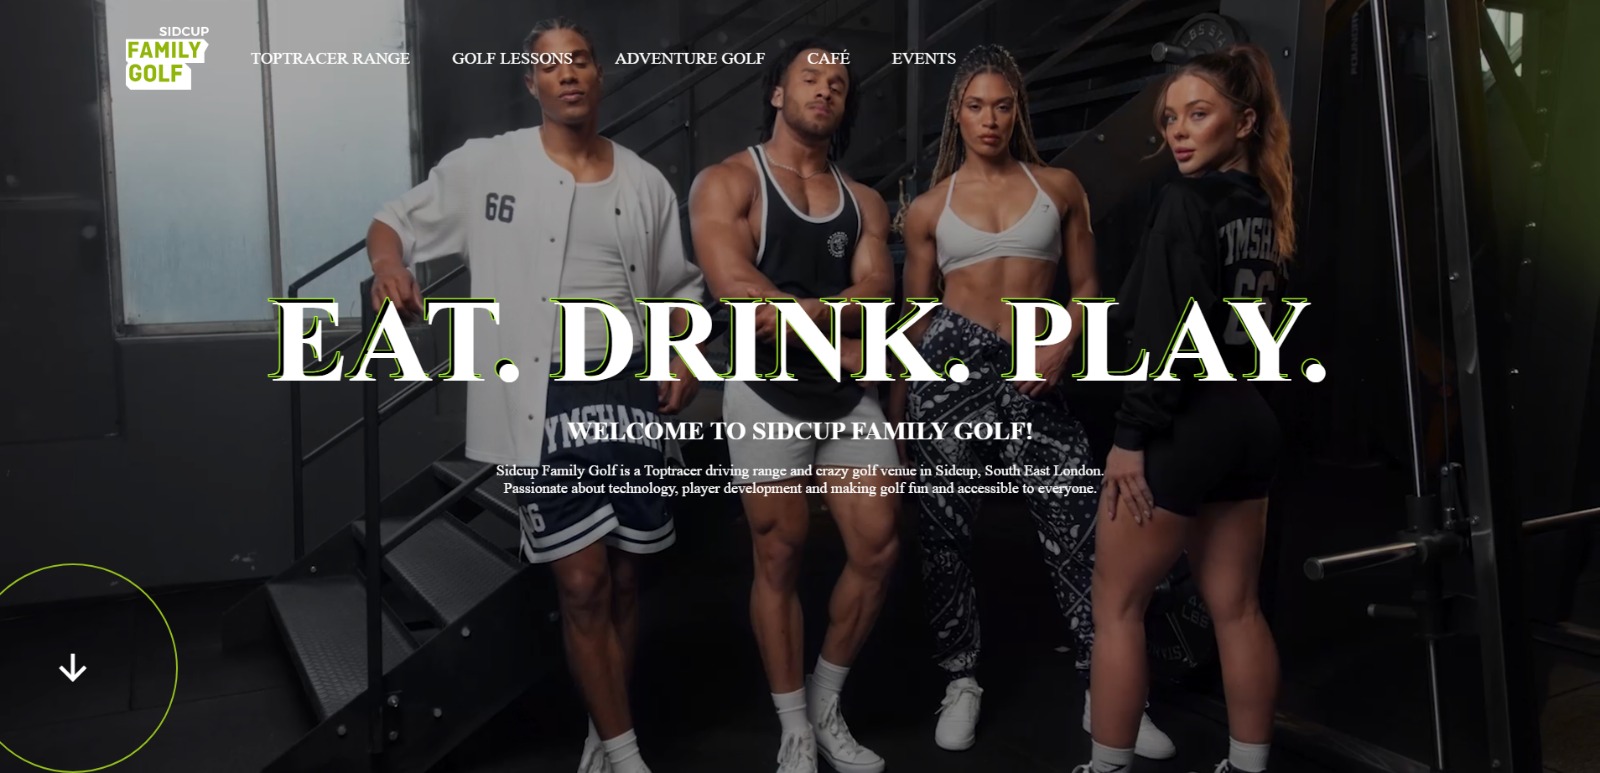 SIDCUP
FAMILY
GOLF
TOPTRACER RANGE
GOLF LESSONS
ADVENTURE GOLF
CAFÉ
EVENTS
66
EAT. DRINK. PLAY.
WELCOME TO SIDCUP FAMILY GOLF!
Sidcup Family Golf is a Toptracer driving range and crazy golf venue in Sidcup, South East London.
Passionate about technology, player development and making golf fun and accessible to everyone.